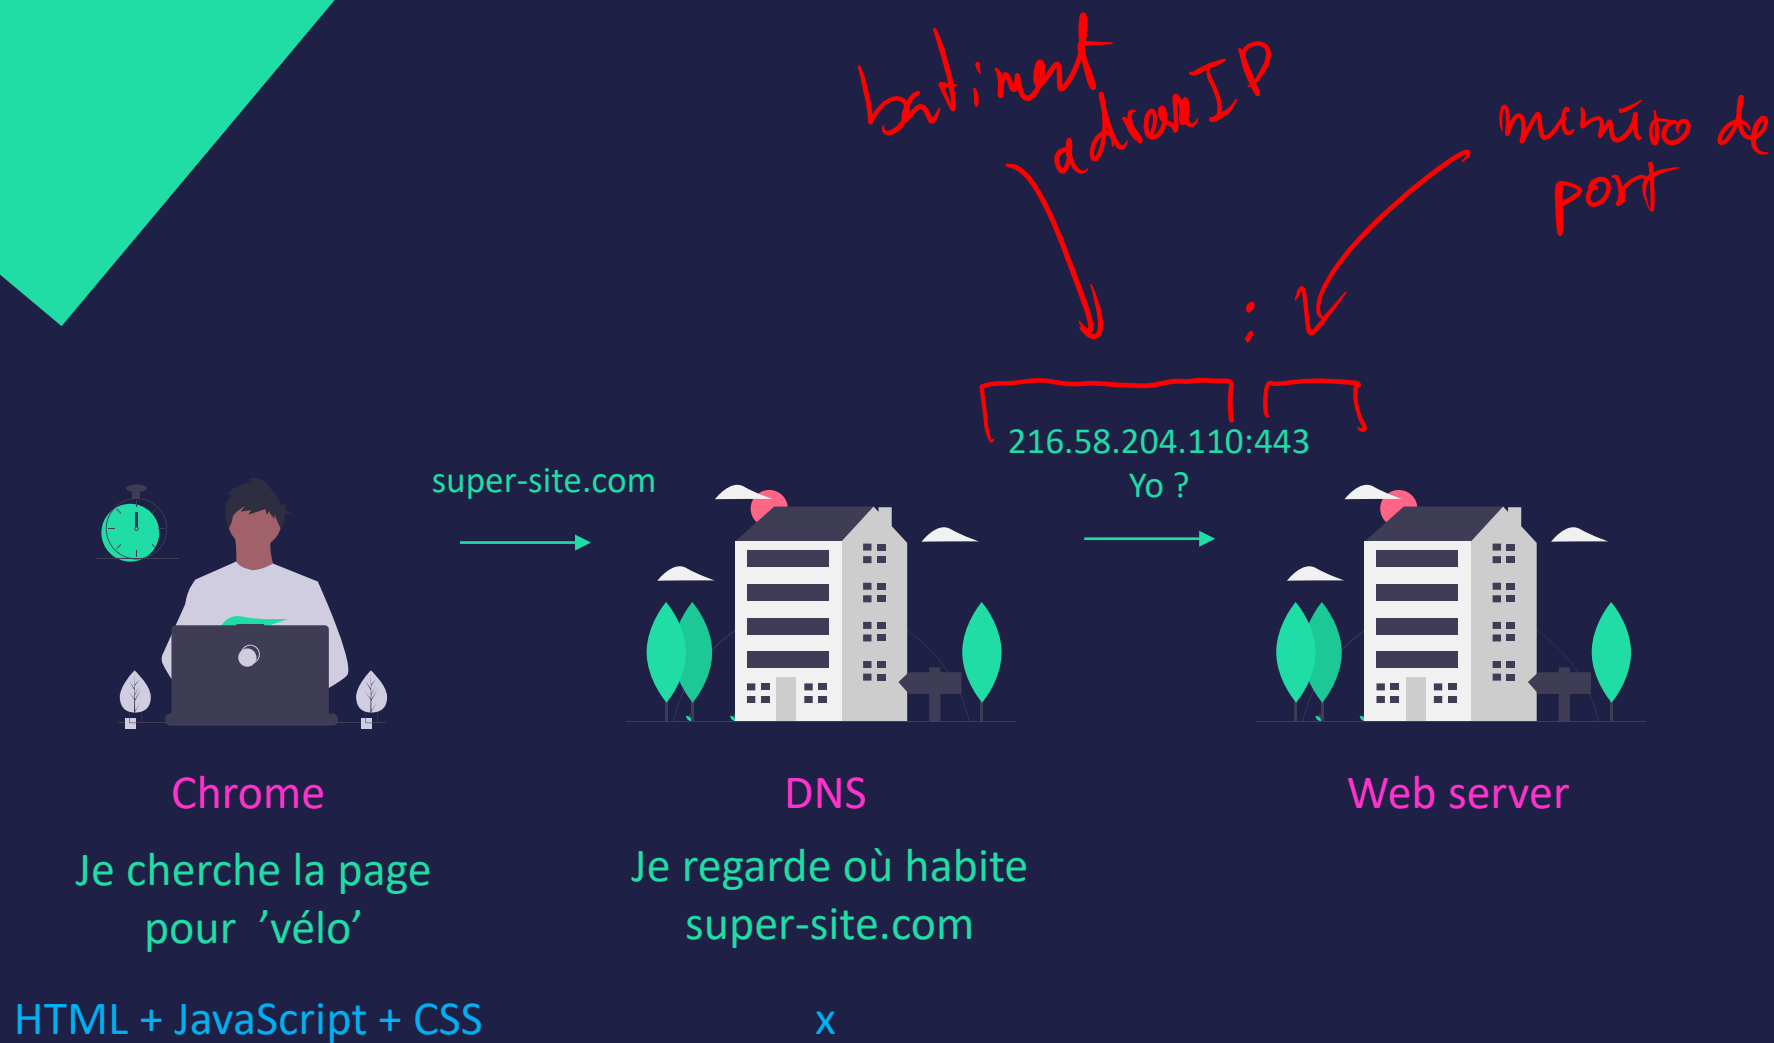 batiment
adresse IP
numéro de
port
:
216.58.204.110:443
Yo ?
super-site.com
Chrome
DNS
Web server
Je cherche la page
pour ’vélo’
Je regarde où habite
super-site.com
HTML + JavaScript + CSS
x